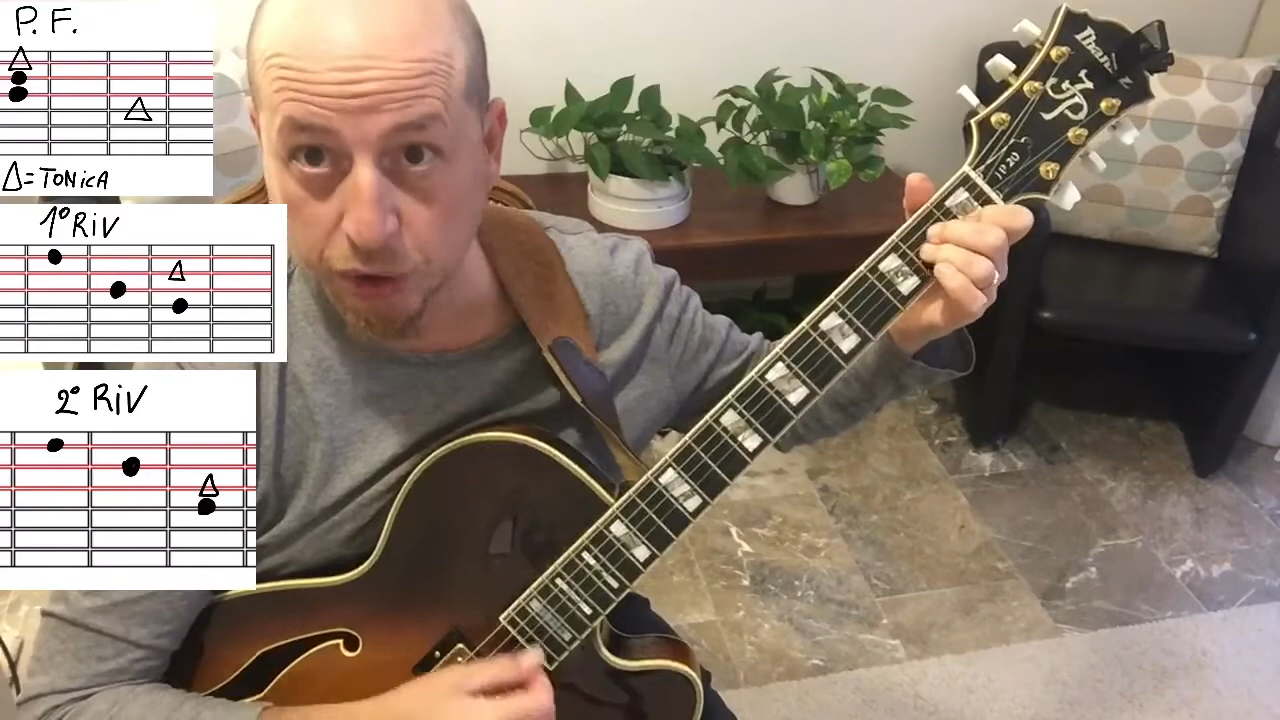 P. F.
Δ = TONICA
1° RIV
2° RIV
Ibanez
JP
JP20